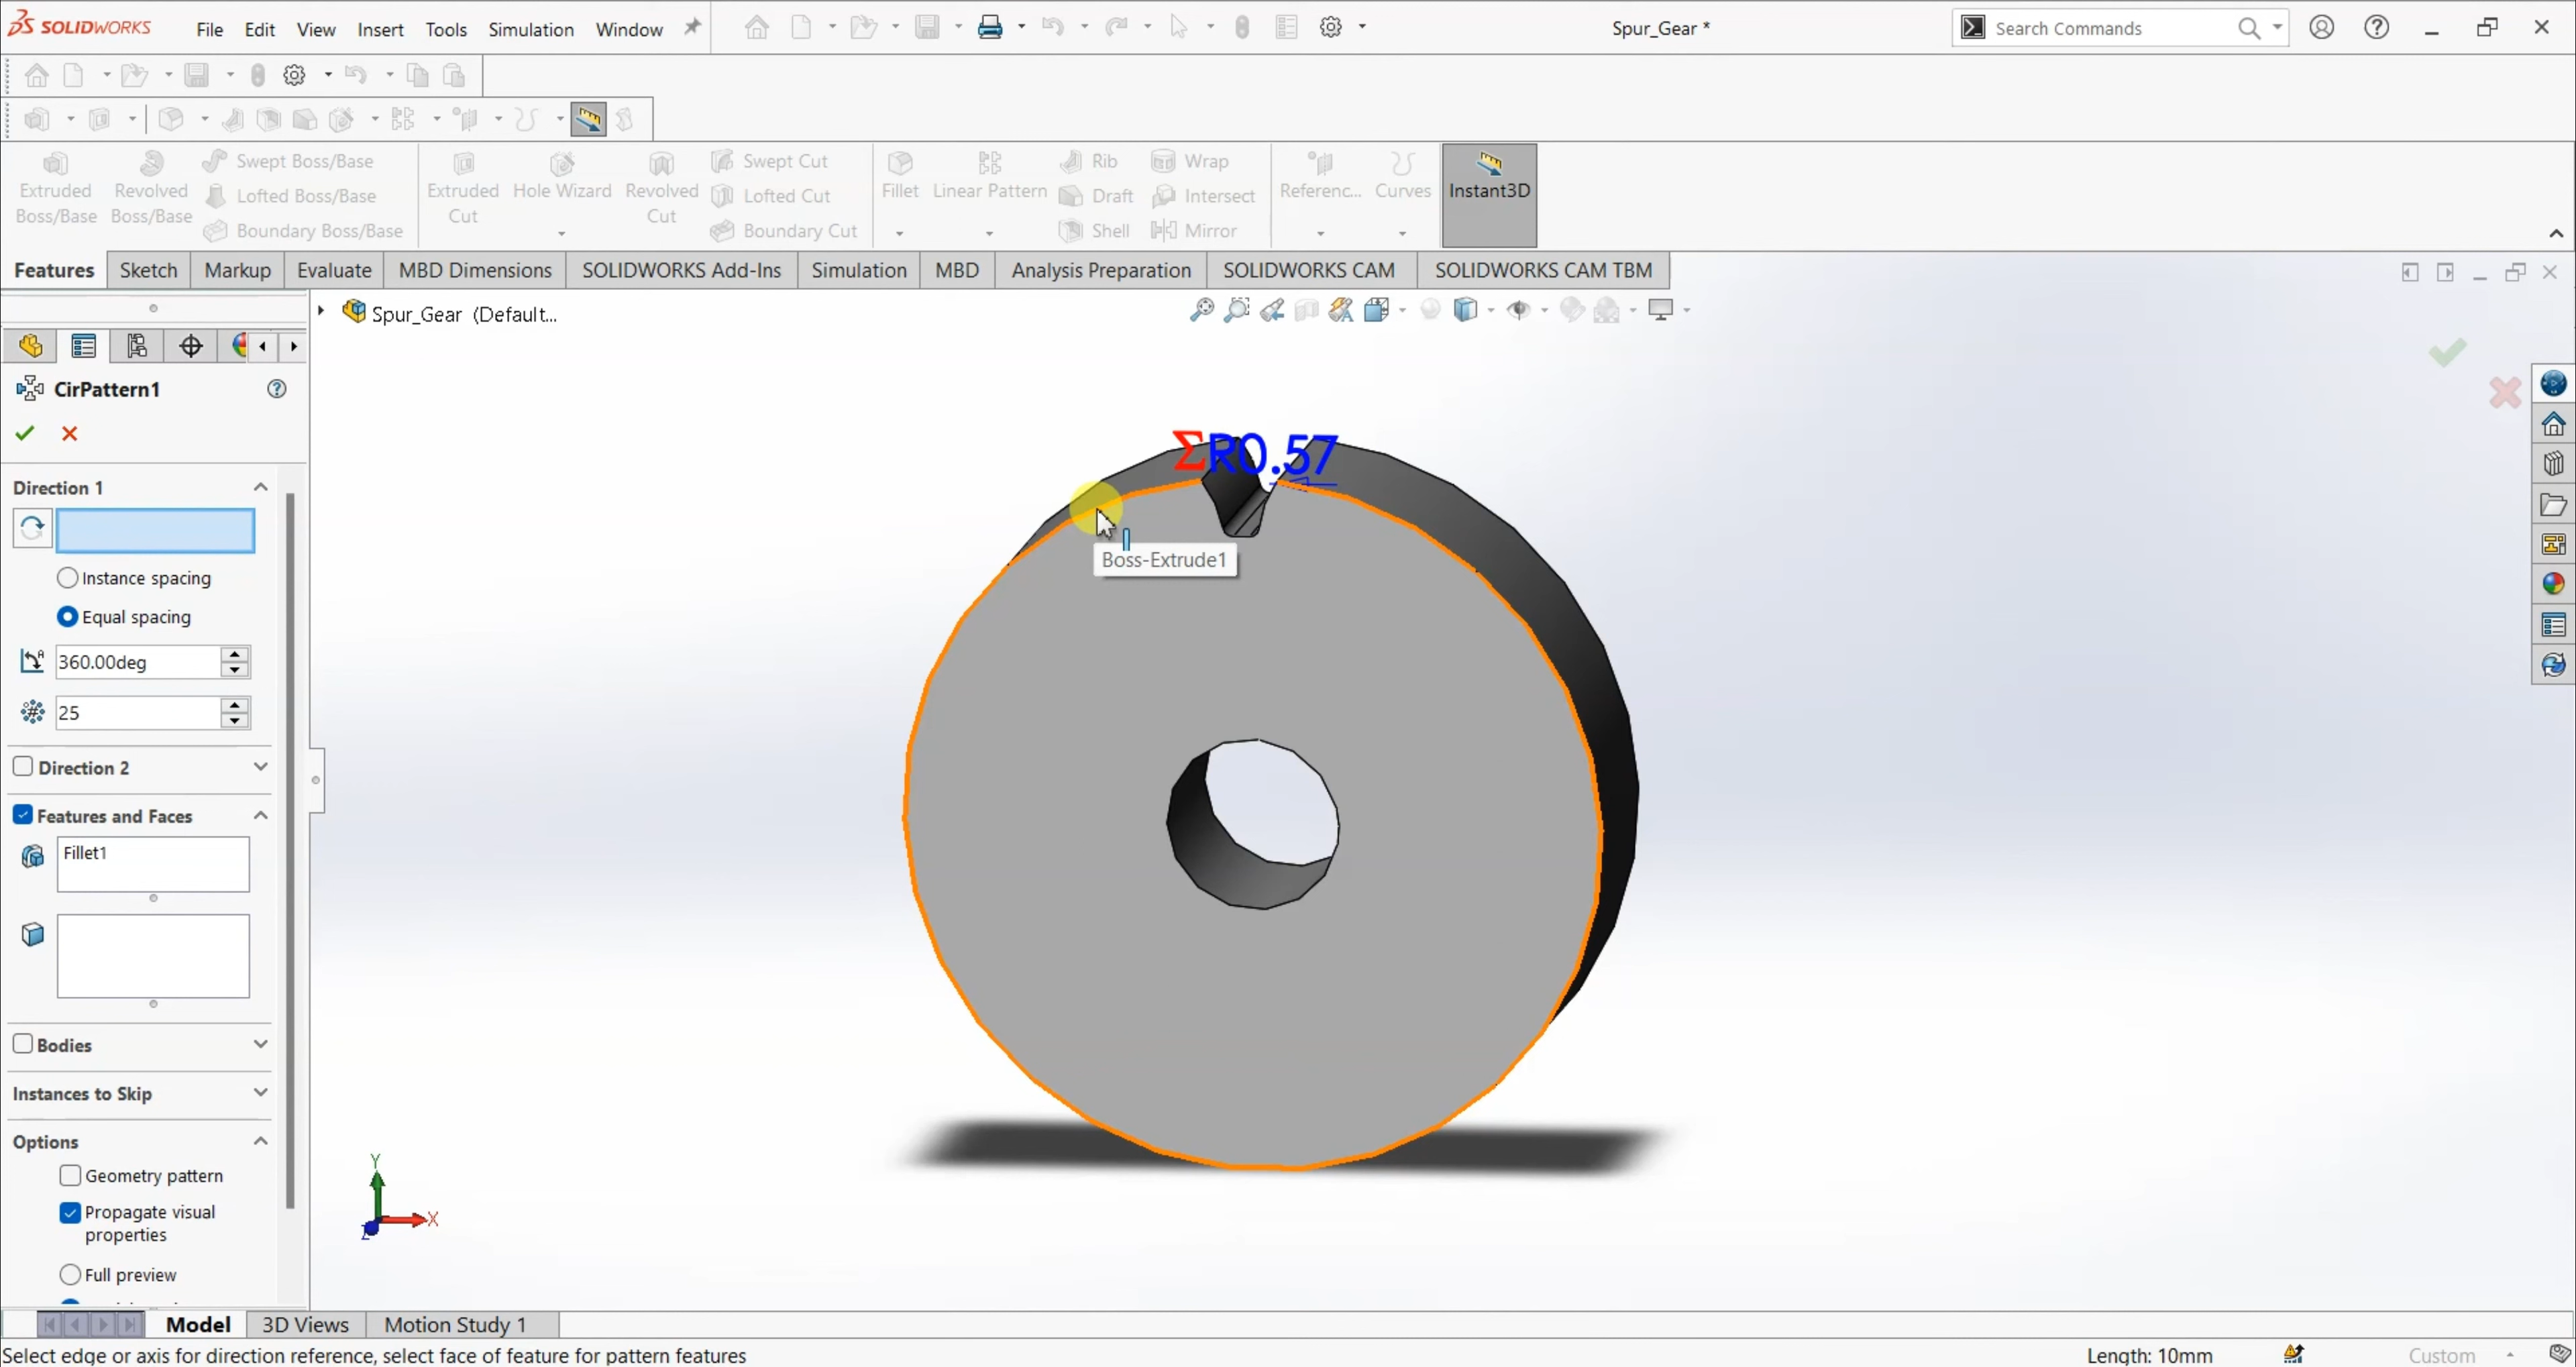 SOLIDWORKS File Edit View Insert Tools Simulation Window Spur_Gear * Search Commands
Extruded Boss/Base
Revolved Boss/Base
Swept Boss/Base
Lofted Boss/Base
Boundary Boss/Base
Extruded Cut
Hole Wizard
Revolved Cut
Swept Cut
Lofted Cut
Boundary Cut
Fillet
Linear Pattern
Rib
Draft
Shell
Wrap
Intersect
Mirror
Referenc...
Curves
Instant3D
Features Sketch Markup Evaluate MBD Dimensions SOLIDWORKS Add-Ins Simulation MBD Analysis Preparation SOLIDWORKS CAM SOLIDWORKS CAM TBM
Spur_Gear (Default...
CirPattern1
Direction 1
Instance spacing
Equal spacing
360.00deg
25
Direction 2
Features and Faces
Fillet1
Bodies
Instances to Skip
Options
Geometry pattern
Propagate visual
properties
Full preview
ΣR0.57
Boss-Extrude1
Y
X
Z
Model 3D Views Motion Study 1
Select edge or axis for direction reference, select face of feature for pattern features Length: 10mm Custom